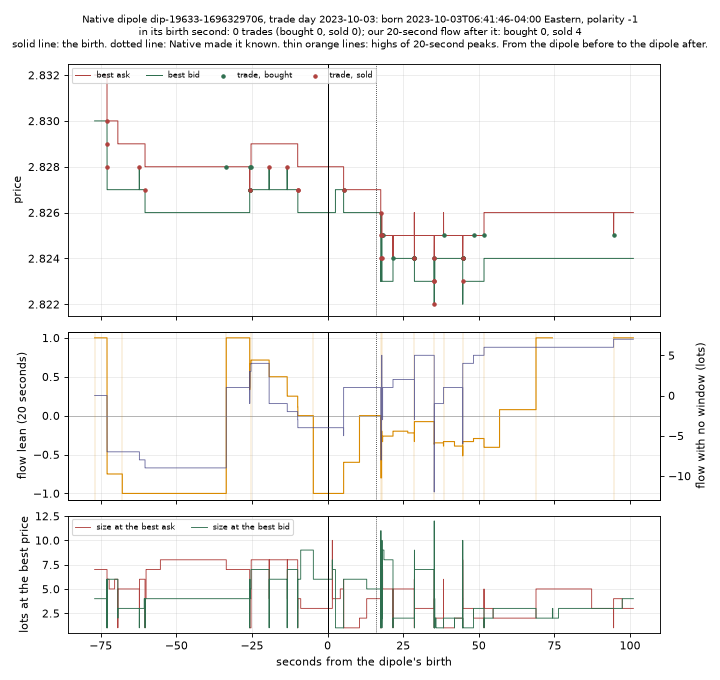 Native dipole dip-19633-1696329706, trade day 2023-10-03: born 2023-10-03T06:41:46-04:00 Eastern, polarity -1
in its birth second: 0 trades (bought 0, sold 0); our 20-second flow after it: bought 0, sold 4
solid line: the birth. dotted line: Native made it known. thin orange lines: highs of 20-second peaks. From the dipole before to the dipole after.
best ask
best bid
trade, bought
trade, sold
2.832
2.830
2.828
2.826
2.824
2.822
price
1.0
0.5
0.0
−0.5
−1.0
flow lean (20 seconds)
5
0
−5
−10
flow with no window (lots)
size at the best ask
size at the best bid
12.5
10.0
7.5
5.0
2.5
lots at the best price
−75
−50
−25
0
25
50
75
100
seconds from the dipole's birth